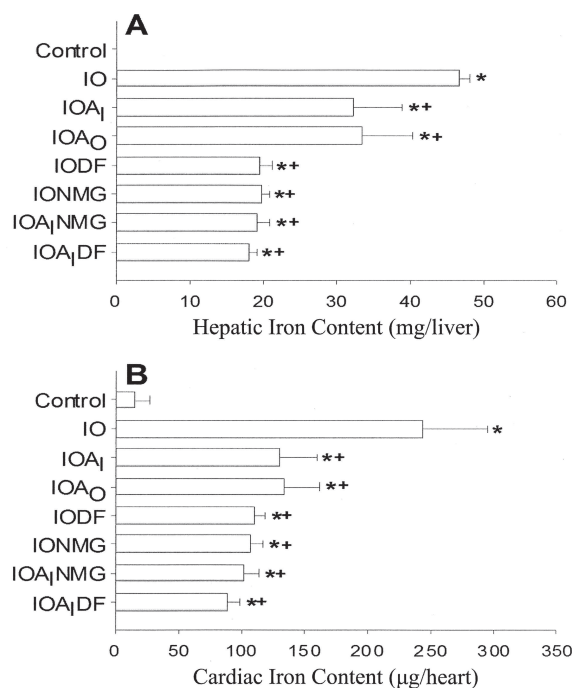 A
Control
IO *
IOAI *+
IOAO *+
IODF *+
IONMG *+
IOAINMG *+
IOAIDF *+
0 10 20 30 40 50 60
Hepatic Iron Content (mg/liver)
B
Control
IO *
IOAI *+
IOAO *+
IODF *+
IONMG *+
IOAINMG *+
IOAIDF *+
0 50 100 150 200 250 300 350
Cardiac Iron Content (μg/heart)